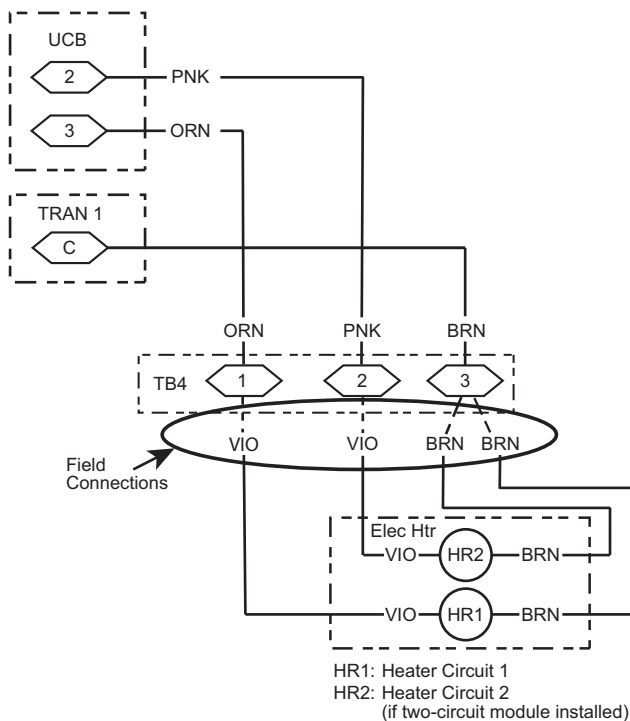 UCB
2
PNK
3
ORN
TRAN 1
C
ORN
PNK
BRN
TB4
1
2
3
VIO
VIO
BRN
BRN
Field
Connections
Elec Htr
VIO
HR2
BRN
VIO
HR1
BRN
HR1: Heater Circuit 1
HR2: Heater Circuit 2
(if two-circuit module installed)